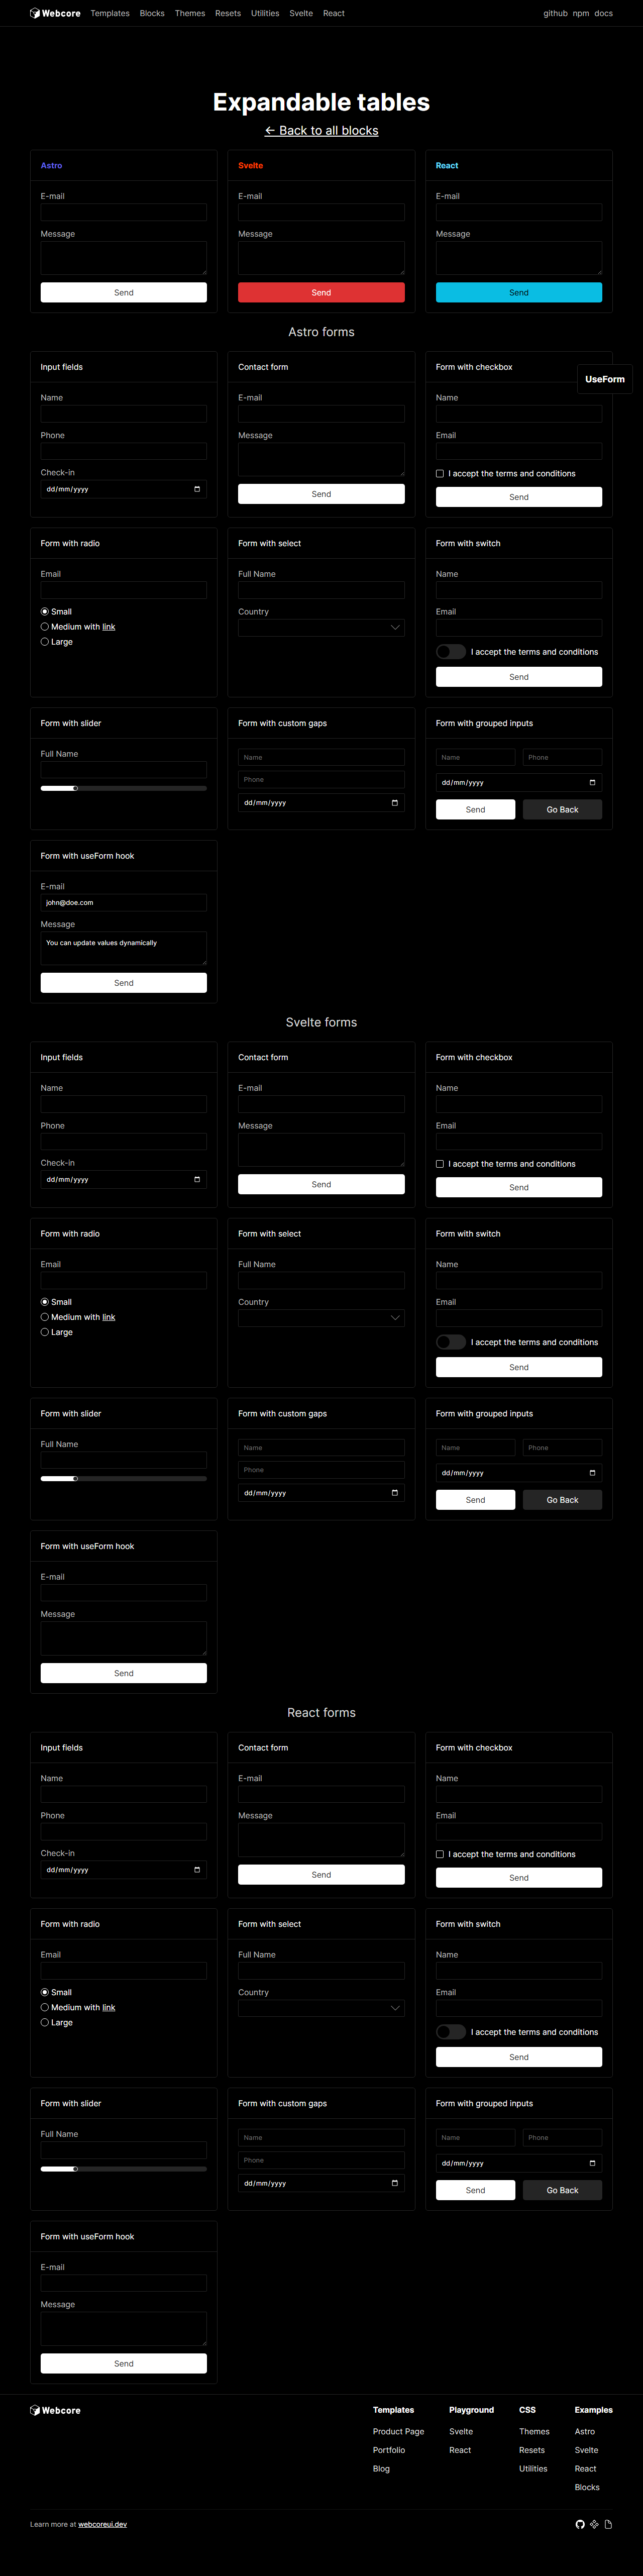 Webcore Templates Blocks Themes Resets Utilities Svelte React github npm docs
Expandable tables
← Back to all blocks
Astro
E-mail
Message
Send
Svelte
E-mail
Message
Send
React
E-mail
Message
Send
Astro forms
Input fields
Name
Phone
Check-in
dd/mm/yyyy
Contact form
E-mail
Message
Send
Form with checkbox
UseForm
Name
Email
I accept the terms and conditions
Send
Form with radio
Email
Small
Medium with link
Large
Form with select
Full Name
Country
Form with switch
Name
Email
I accept the terms and conditions
Send
Form with slider
Full Name
Form with custom gaps
Name
Phone
dd/mm/yyyy
Form with grouped inputs
Name Phone
dd/mm/yyyy
Send Go Back
Form with useForm hook
E-mail
john@doe.com
Message
You can update values dynamically
Send
Svelte forms
Input fields
Name
Phone
Check-in
dd/mm/yyyy
Contact form
E-mail
Message
Send
Form with checkbox
Name
Email
I accept the terms and conditions
Send
Form with radio
Email
Small
Medium with link
Large
Form with select
Full Name
Country
Form with switch
Name
Email
I accept the terms and conditions
Send
Form with slider
Full Name
Form with custom gaps
Name
Phone
dd/mm/yyyy
Form with grouped inputs
Name Phone
dd/mm/yyyy
Send Go Back
Form with useForm hook
E-mail
Message
Send
React forms
Input fields
Name
Phone
Check-in
dd/mm/yyyy
Contact form
E-mail
Message
Send
Form with checkbox
Name
Email
I accept the terms and conditions
Send
Form with radio
Email
Small
Medium with link
Large
Form with select
Full Name
Country
Form with switch
Name
Email
I accept the terms and conditions
Send
Form with slider
Full Name
Form with custom gaps
Name
Phone
dd/mm/yyyy
Form with grouped inputs
Name Phone
dd/mm/yyyy
Send Go Back
Form with useForm hook
E-mail
Message
Send
Webcore
Templates
Product Page
Portfolio
Blog
Playground
Svelte
React
CSS
Themes
Resets
Utilities
Examples
Astro
Svelte
React
Blocks
Learn more at webcoreui.dev